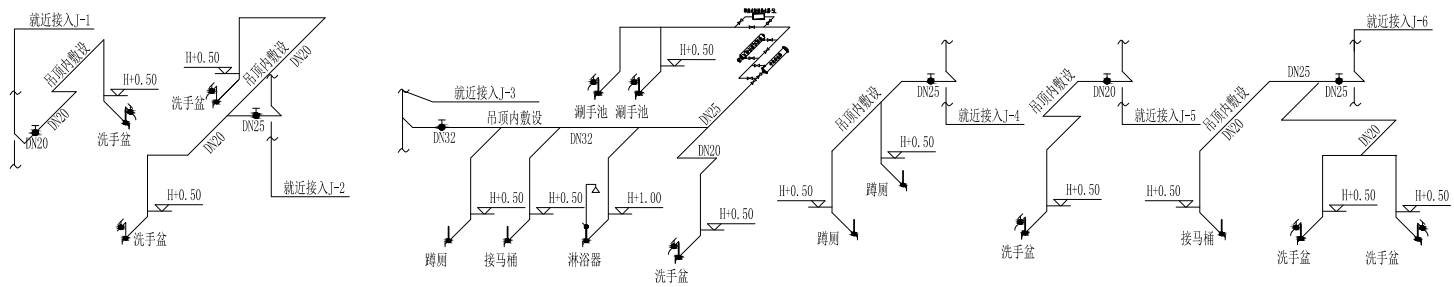 就近接入J-1
吊顶内敷设
H+0.50
DN20
DN20
洗手盆
吊顶内敷设
DN20
H+0.50
洗手盆
DN25
DN20
就近接入J-2
H+0.50
洗手盆
就近接入J-3
吊顶内敷设
DN32
DN32
H+0.50
涮手池
涮手池
DN25
DN20
H+0.50
H+0.50
H+1.00
H+0.50
蹲厕
接马桶
淋浴器
洗手盆
吊顶内敷设
DN25
就近接入J-4
H+0.50
蹲厕
H+0.50
蹲厕
吊顶内敷设
DN20
就近接入J-5
H+0.50
洗手盆
就近接入J-6
DN25
DN25
吊顶内敷设
DN20
DN20
H+0.50
接马桶
H+0.50
H+0.50
洗手盆
洗手盆